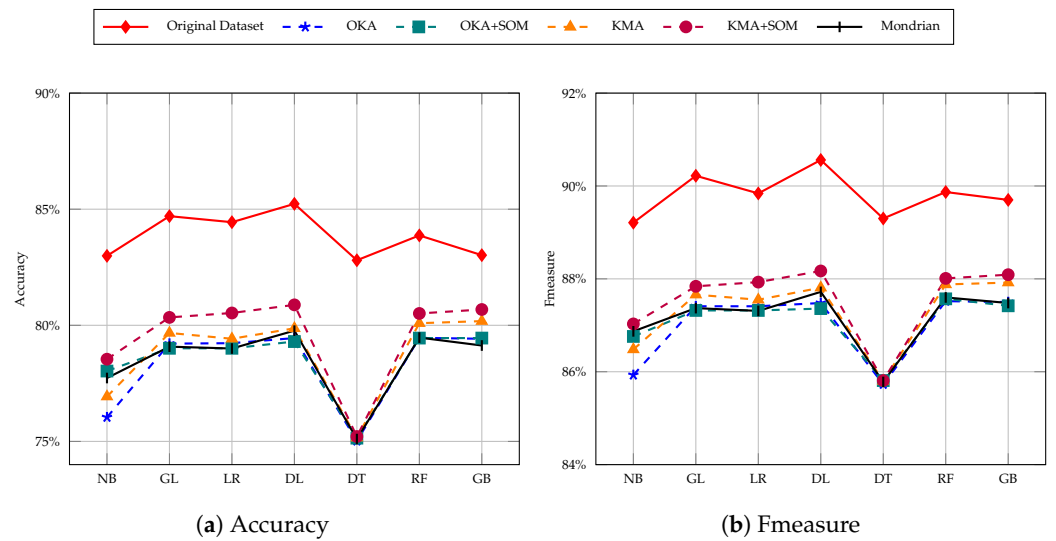 Original Dataset OKA OKA+SOM KMA KMA+SOM Mondrian
90%
85%
80%
75%
Accuracy
NB GL LR DL DT RF GB
(a) Accuracy
92%
90%
88%
86%
84%
Fmeasure
NB GL LR DL DT RF GB
(b) Fmeasure